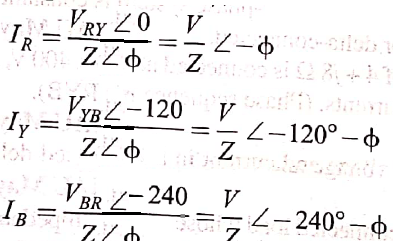 I_R = V_RY ∠0 / Z∠ϕ = V / Z ∠-ϕ
I_Y = V_YB ∠-120 / Z∠ϕ = V / Z ∠-120° - ϕ
I_B = V_BR ∠-240 / Z∠ϕ = V / Z ∠-240° - ϕ